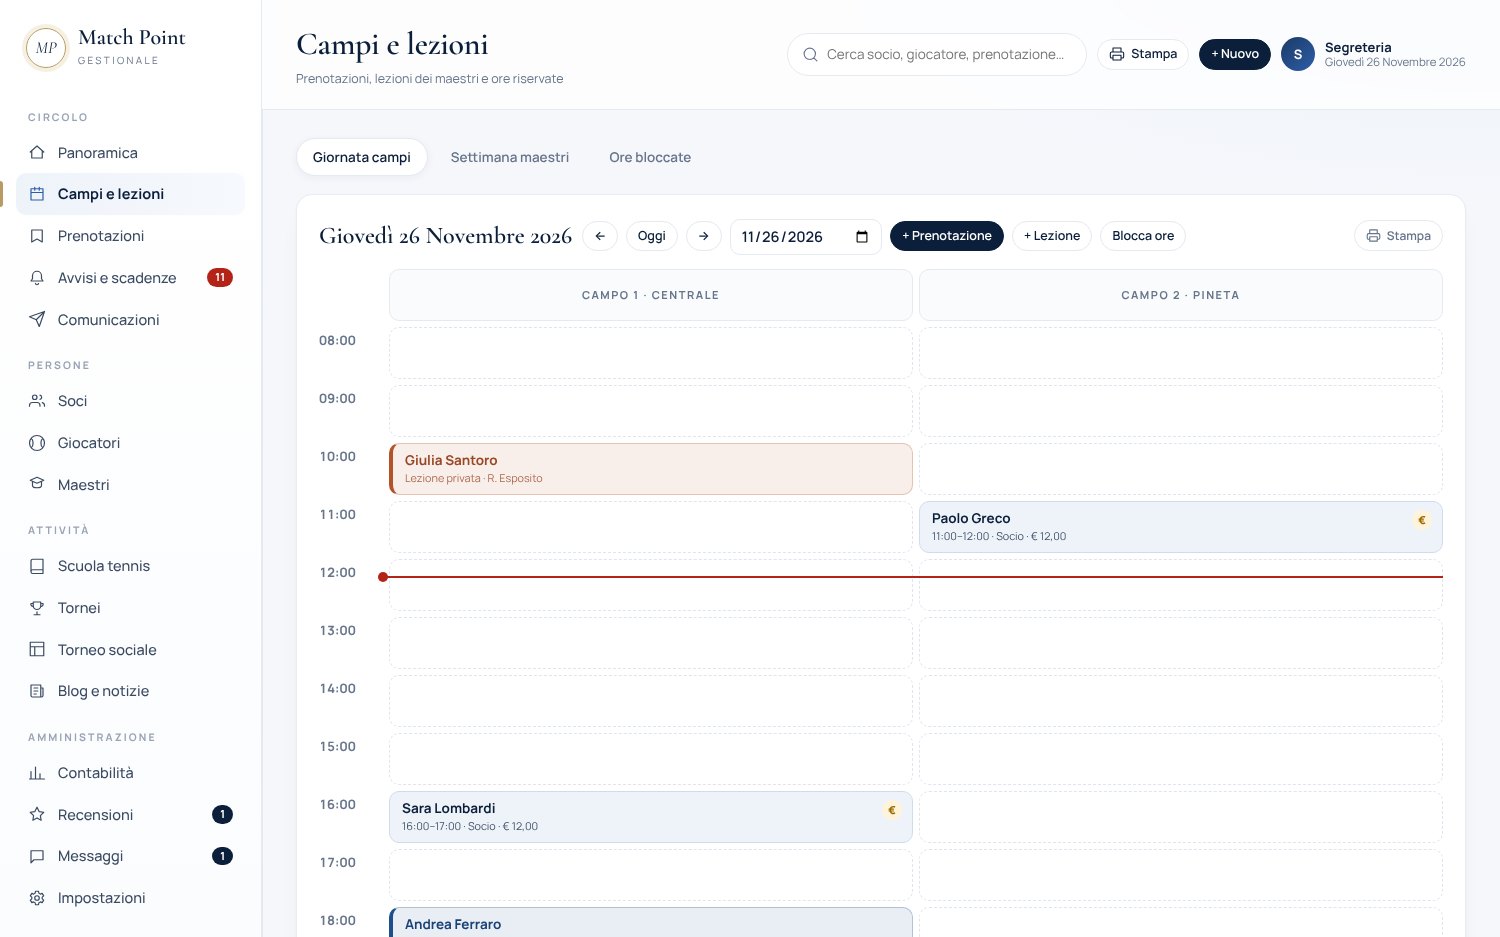 MP
Match Point
GESTIONALE
CIRCOLO
Panoramica
Campi e lezioni
Prenotazioni
Avvisi e scadenze 11
Comunicazioni
PERSONE
Soci
Giocatori
Maestri
ATTIVITÀ
Scuola tennis
Tornei
Torneo sociale
Blog e notizie
AMMINISTRAZIONE
Contabilità
Recensioni 1
Messaggi 1
Impostazioni
Campi e lezioni
Prenotazioni, lezioni dei maestri e ore riservate
Cerca socio, giocatore, prenotazione...
Stampa
+ Nuovo
S
Segreteria
Giovedì 26 Novembre 2026
Giornata campi Settimana maestri Ore bloccate
Giovedì 26 Novembre 2026 ← Oggi → 11/26/2026 + Prenotazione + Lezione Blocca ore Stampa
CAMPO 1 · CENTRALE CAMPO 2 · PINETA
08:00
09:00
10:00
Giulia Santoro
Lezione privata · R. Esposito
11:00
Paolo Greco €
11:00–12:00 · Socio · € 12,00
12:00
13:00
14:00
15:00
16:00
Sara Lombardi €
16:00–17:00 · Socio · € 12,00
17:00
18:00
Andrea Ferraro